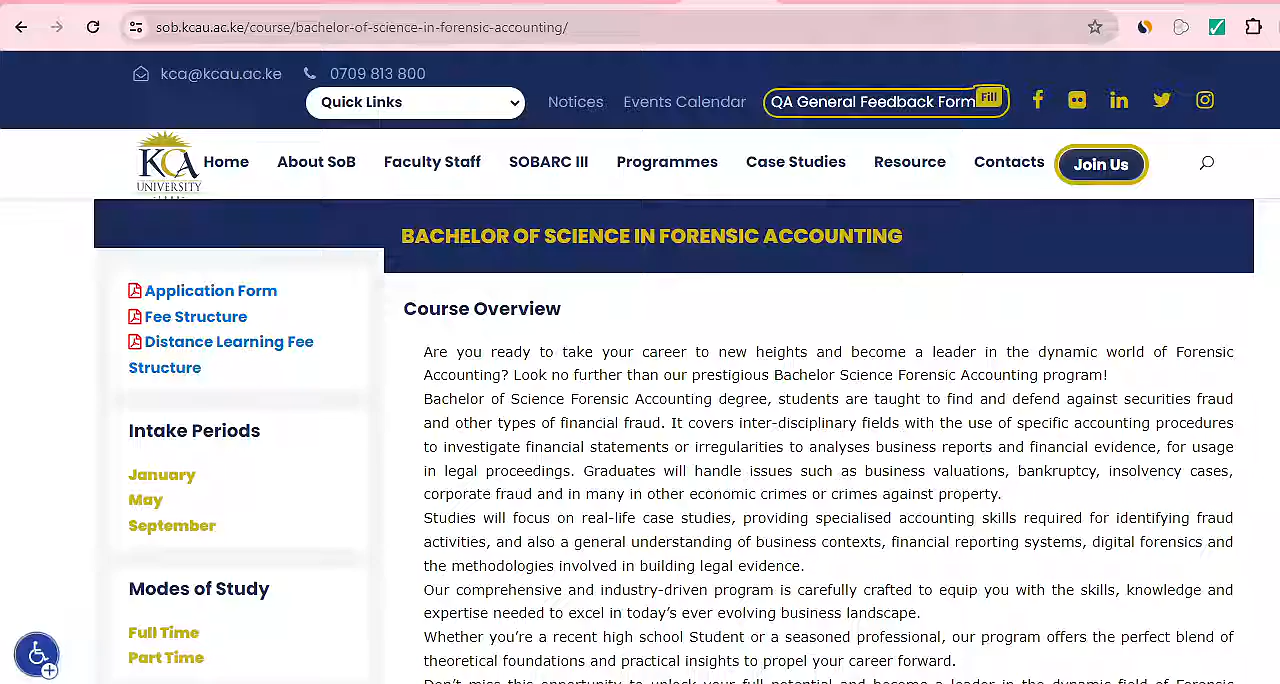 sob.kcau.ac.ke/course/bachelor-of-science-in-forensic-accounting/
kca@kcau.ac.ke 0709 813 800
Quick Links Notices Events Calendar QA General Feedback Form Fill
KCA
UNIVERSITY
Home About SoB Faculty Staff SOBARC III Programmes Case Studies Resource Contacts Join Us
BACHELOR OF SCIENCE IN FORENSIC ACCOUNTING
Application Form
Fee Structure
Distance Learning Fee
Structure
Intake Periods
January
May
September
Modes of Study
Full Time
Part Time
Course Overview
Are you ready to take your career to new heights and become a leader in the dynamic world of Forensic
Accounting? Look no further than our prestigious Bachelor Science Forensic Accounting program!
Bachelor of Science Forensic Accounting degree, students are taught to find and defend against securities fraud
and other types of financial fraud. It covers inter-disciplinary fields with the use of specific accounting procedures
to investigate financial statements or irregularities to analyses business reports and financial evidence, for usage
in legal proceedings. Graduates will handle issues such as business valuations, bankruptcy, insolvency cases,
corporate fraud and in many in other economic crimes or crimes against property.
Studies will focus on real-life case studies, providing specialised accounting skills required for identifying fraud
activities, and also a general understanding of business contexts, financial reporting systems, digital forensics and
the methodologies involved in building legal evidence.
Our comprehensive and industry-driven program is carefully crafted to equip you with the skills, knowledge and
expertise needed to excel in today's ever evolving business landscape.
Whether you're a recent high school Student or a seasoned professional, our program offers the perfect blend of
theoretical foundations and practical insights to propel your career forward.
Don't miss this opportunity to unlock your full potential and become a leader in the dynamic field of Forensic